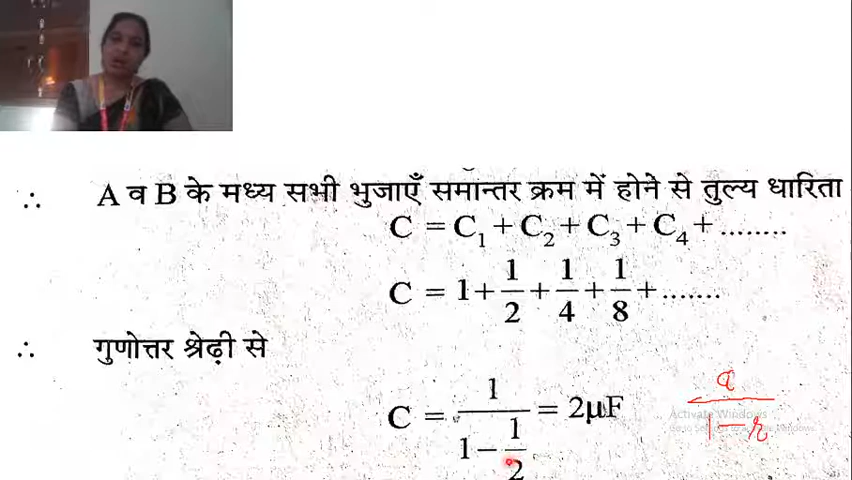 ∴ A व B के मध्य सभी भुजाएँ समान्तर क्रम में होने से तुल्य धारिता
C = C₁ + C₂ + C₃ + C₄ + ........
C = 1 + 1/2 + 1/4 + 1/8 + .......
∴ गुणोत्तर श्रेढ़ी से
C = 1/(1 − 1/2) = 2µF
a/(1−r)
Activate Windows